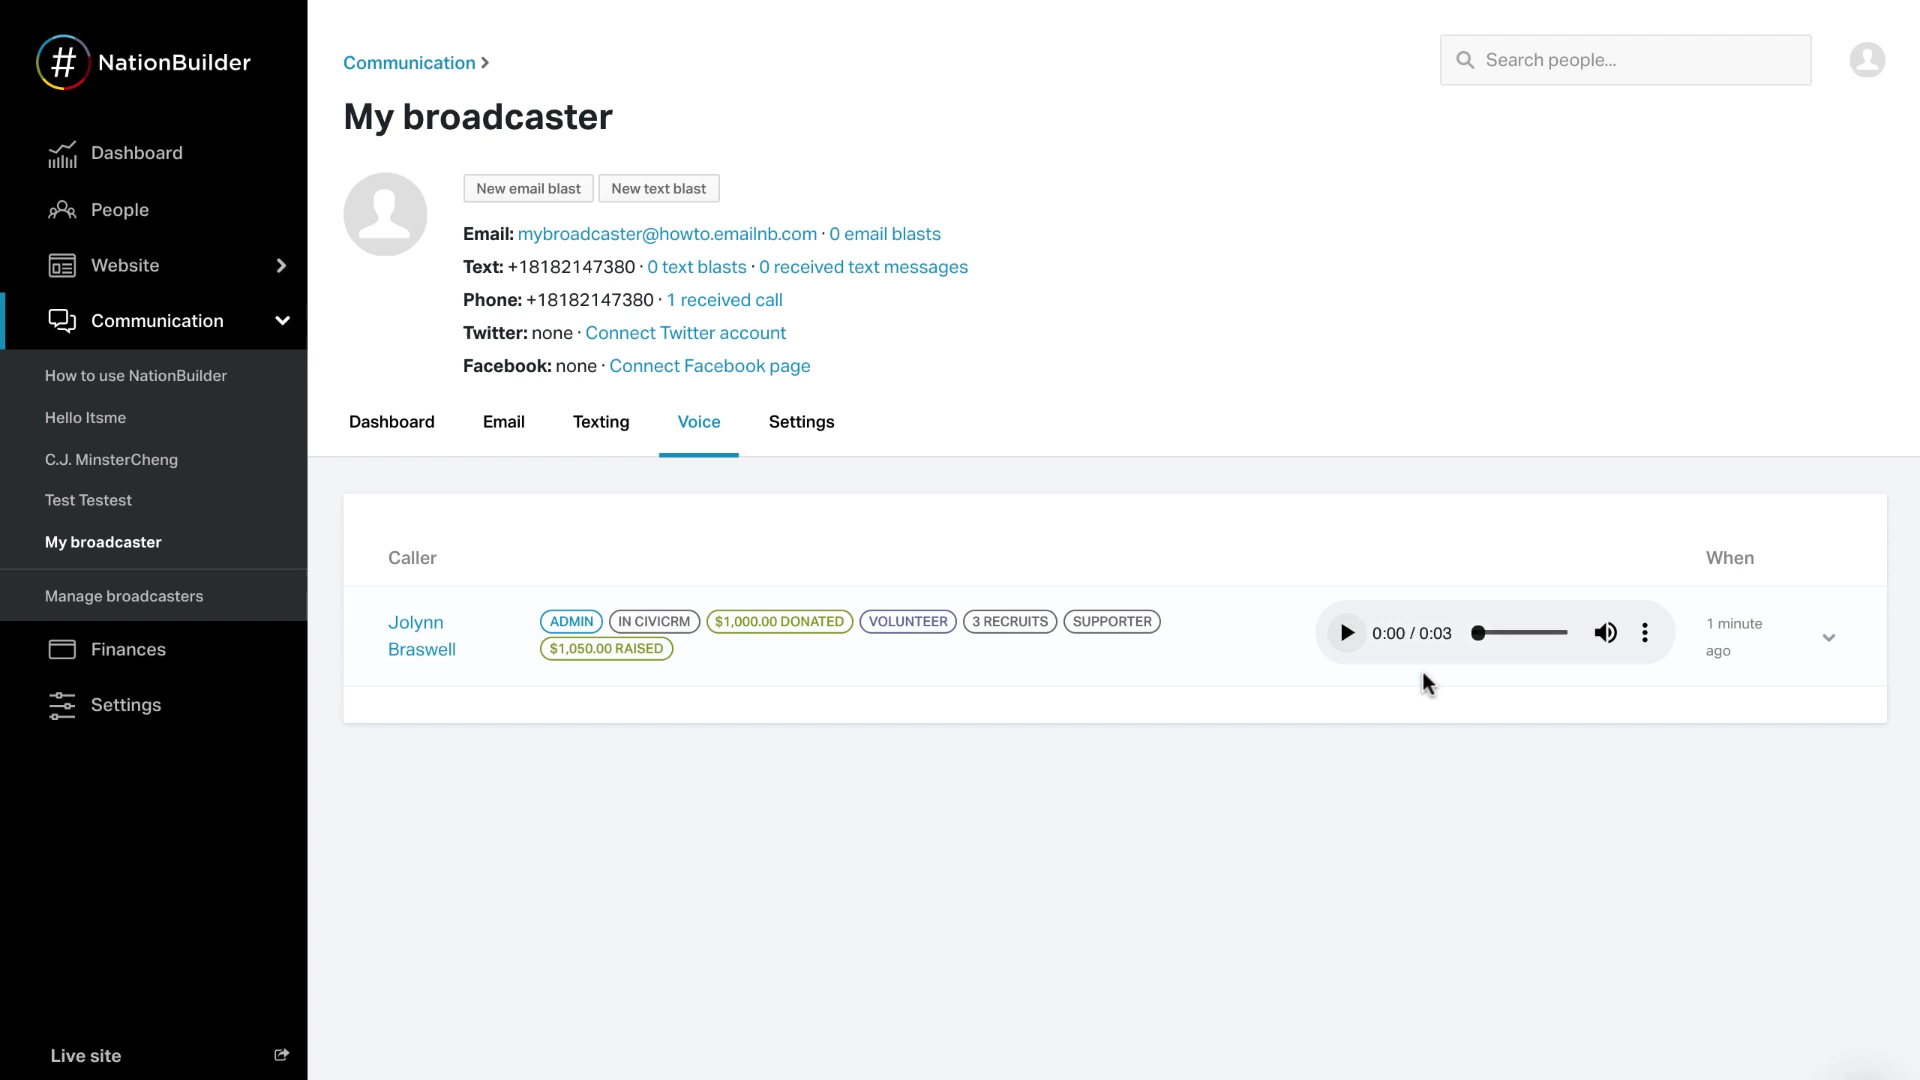 # NationBuilder
Dashboard
People
Website
Communication
How to use NationBuilder
Hello Itsme
C.J. MinsterCheng
Test Testest
My broadcaster
Manage broadcasters
Finances
Settings
Live site
Communication
Search people...
My broadcaster
New email blast New text blast
Email: mybroadcaster@howto.emailnb.com · 0 email blasts
Text: +18182147380 · 0 text blasts · 0 received text messages
Phone: +18182147380 · 1 received call
Twitter: none · Connect Twitter account
Facebook: none · Connect Facebook page
Dashboard Email Texting Voice Settings
Caller When
Jolynn
Braswell
ADMIN IN CIVICRM $1,000.00 DONATED VOLUNTEER 3 RECRUITS SUPPORTER
$1,050.00 RAISED
0:00 / 0:03
1 minute
ago